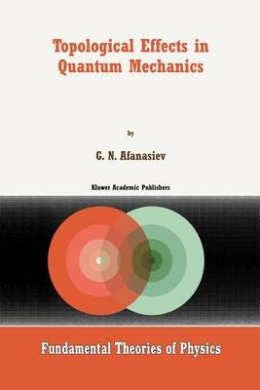 Topological Effects in
Quantum Mechanics
by
G. N. Afanasiev
Kluwer Academic Publishers
Fundamental Theories of Physics